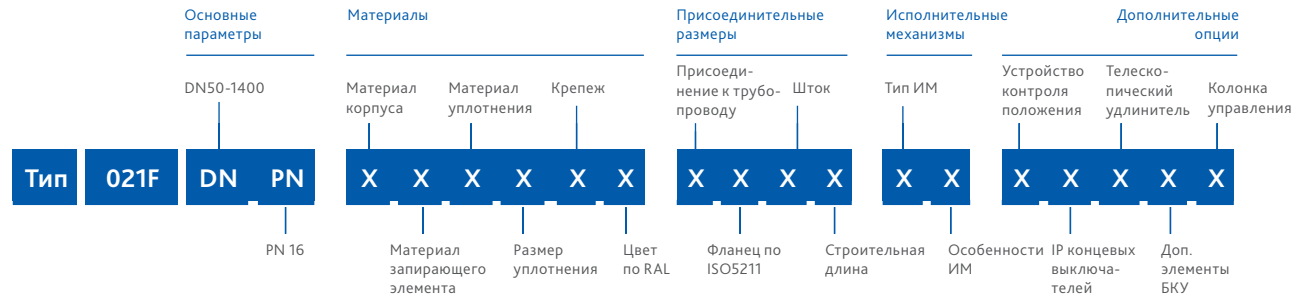 Основные
параметры
Материалы
Присоединительные
размеры
Исполнительные
механизмы
Дополнительные
опции
DN50-1400
Материал
корпуса
Материал
уплотнения
Крепеж
Присоеди-
нение к трубо-
проводу
Шток
Тип ИМ
Устройство
контроля
положения
Телеско-
пический
удлинитель
Колонка
управления
Тип 021F DN PN X X X X X X X X X X X X X X X X X
PN 16
Материал
запирающего
элемента
Размер
уплотнения
Цвет
по RAL
Фланец по
ISO5211
Строительная
длина
Особенности
ИМ
IP концевых
выключа-
телей
Доп.
элементы
БКУ